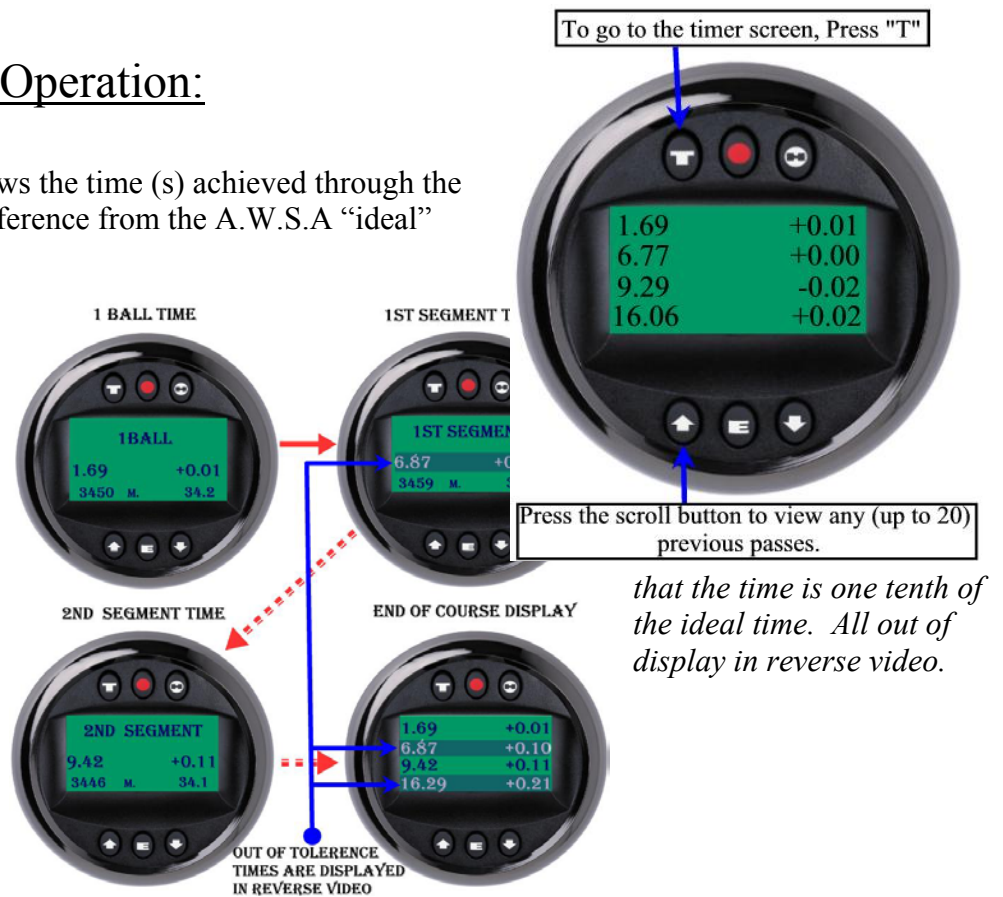 To go to the timer screen, Press "T"
Operation:
ws the time (s) achieved through the
ference from the A.W.S.A “ideal”
1.69 +0.01
6.77 +0.00
9.29 -0.02
16.06 +0.02
Press the scroll button to view any (up to 20)
previous passes.
1 BALL TIME
1BALL
1.69 +0.01
3450 M. 34.2
1ST SEGMENT T
1ST SEGMEN
6.87 +0
3459 M.
that the time is one tenth of
the ideal time. All out of
display in reverse video.
2ND SEGMENT TIME
2ND SEGMENT
9.42 +0.11
3446 M. 34.1
END OF COURSE DISPLAY
1.69 +0.01
6.87 +0.10
9.42 +0.11
16.29 +0.21
OUT OF TOLERENCE
TIMES ARE DISPLAYED
IN REVERSE VIDEO